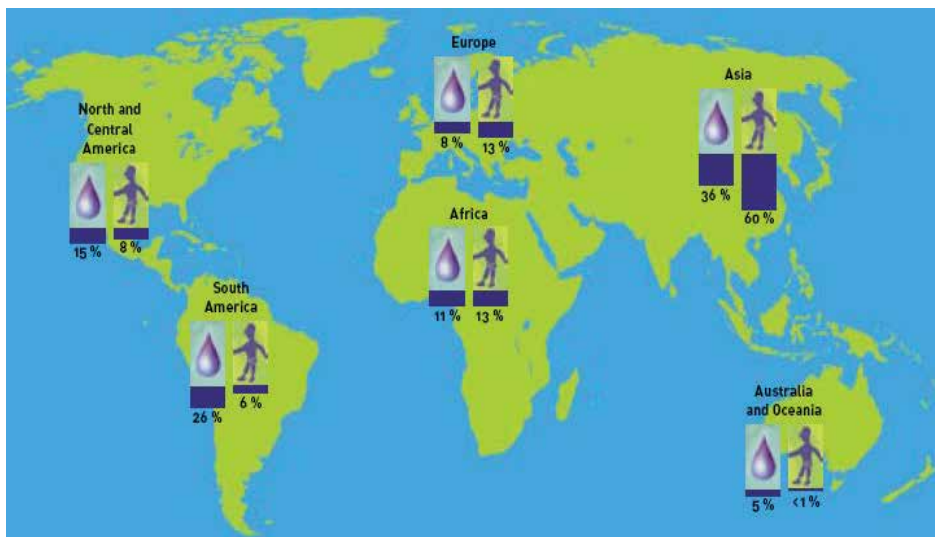 Europe
8 % 13 %
Asia
36 %
60 %
North and
Central
America
15 % 8 %
Africa
11 % 13 %
South
America
26 % 6 %
Australia
and Oceania
5 % <1 %